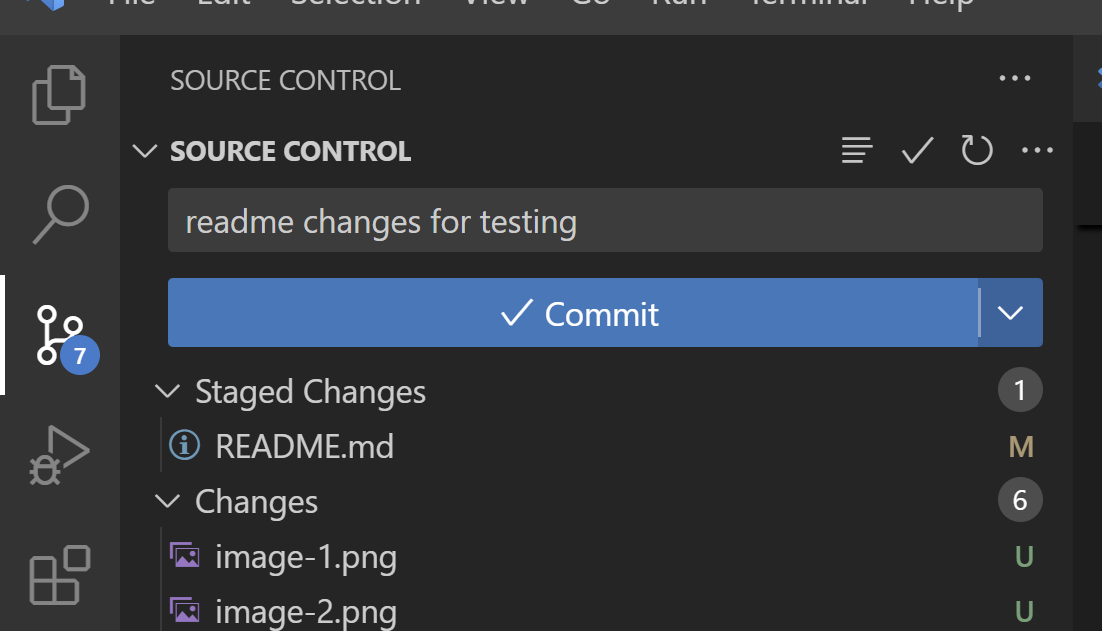 File Edit Selection View Go Run Terminal Help
SOURCE CONTROL
SOURCE CONTROL
readme changes for testing
Commit
7
Staged Changes 1
README.md M
Changes 6
image-1.png U
image-2.png U